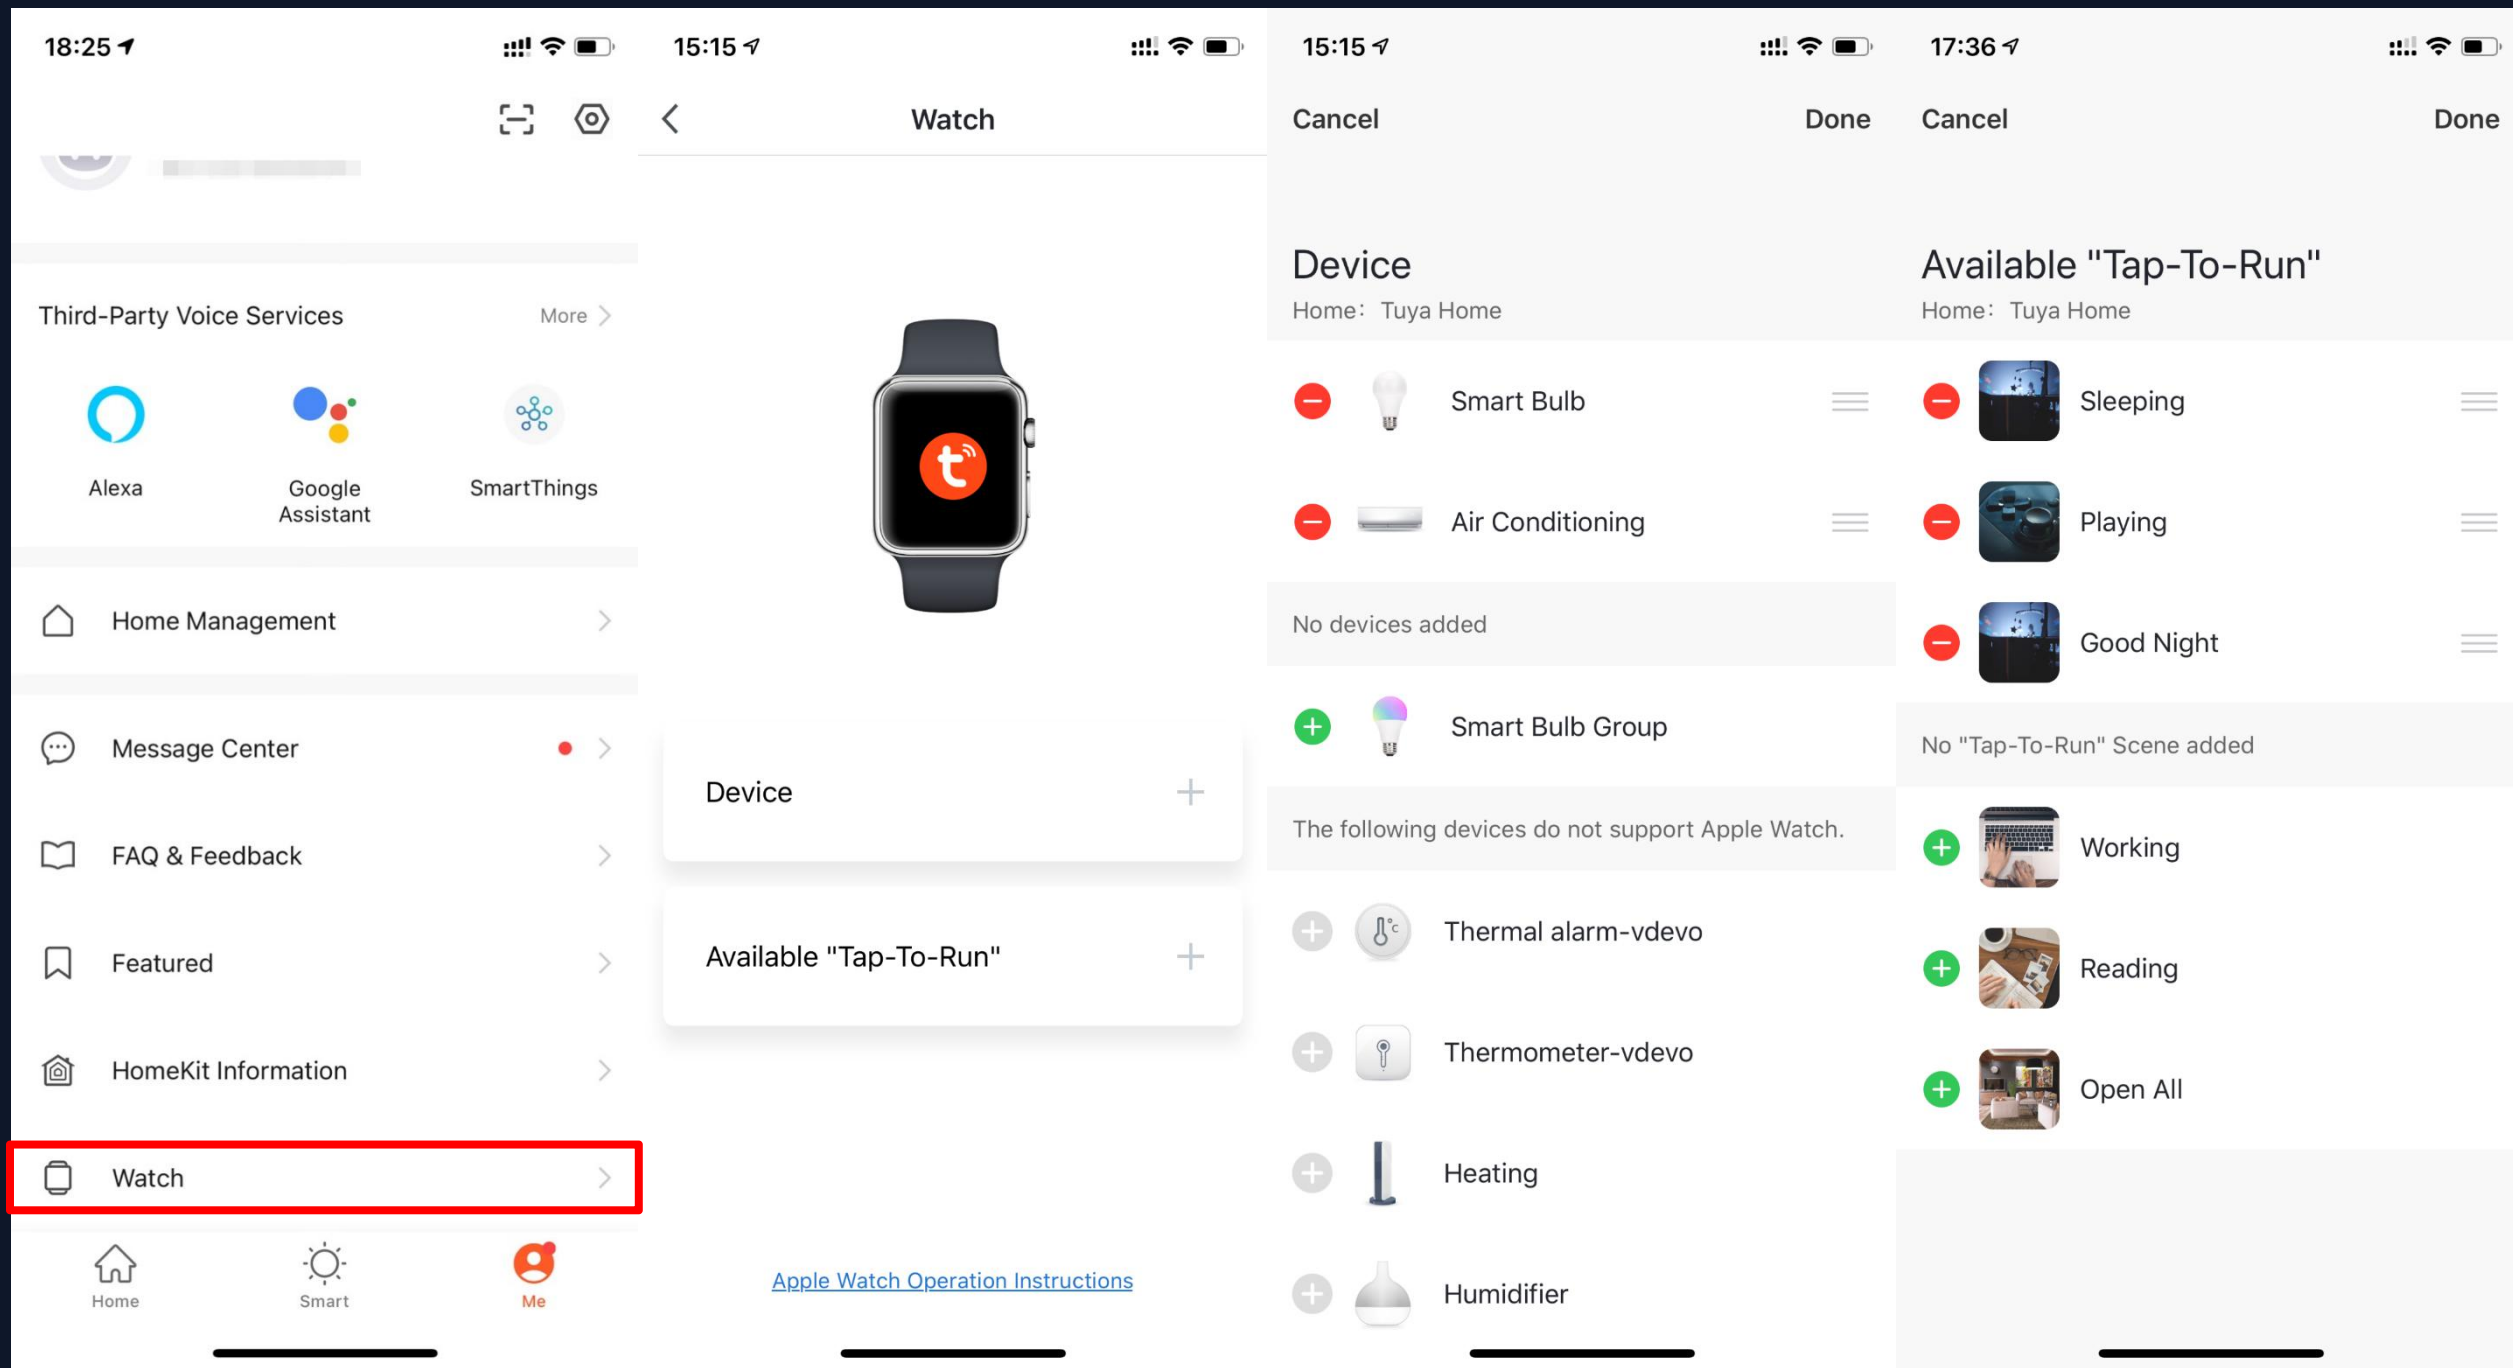 18:25
Third-Party Voice Services
More
Alexa
Google
Assistant
SmartThings
Home Management
Message Center
FAQ & Feedback
Featured
HomeKit Information
Watch
Home
Smart
Me
15:15
Watch
Device
Available "Tap-To-Run"
Apple Watch Operation Instructions
15:15
Cancel
Done
Device
Home: Tuya Home
Smart Bulb
Air Conditioning
No devices added
Smart Bulb Group
The following devices do not support Apple Watch.
Thermal alarm-vdevo
Thermometer-vdevo
Heating
Humidifier
17:36
Cancel
Done
Available "Tap-To-Run"
Home: Tuya Home
Sleeping
Playing
Good Night
No "Tap-To-Run" Scene added
Working
Reading
Open All